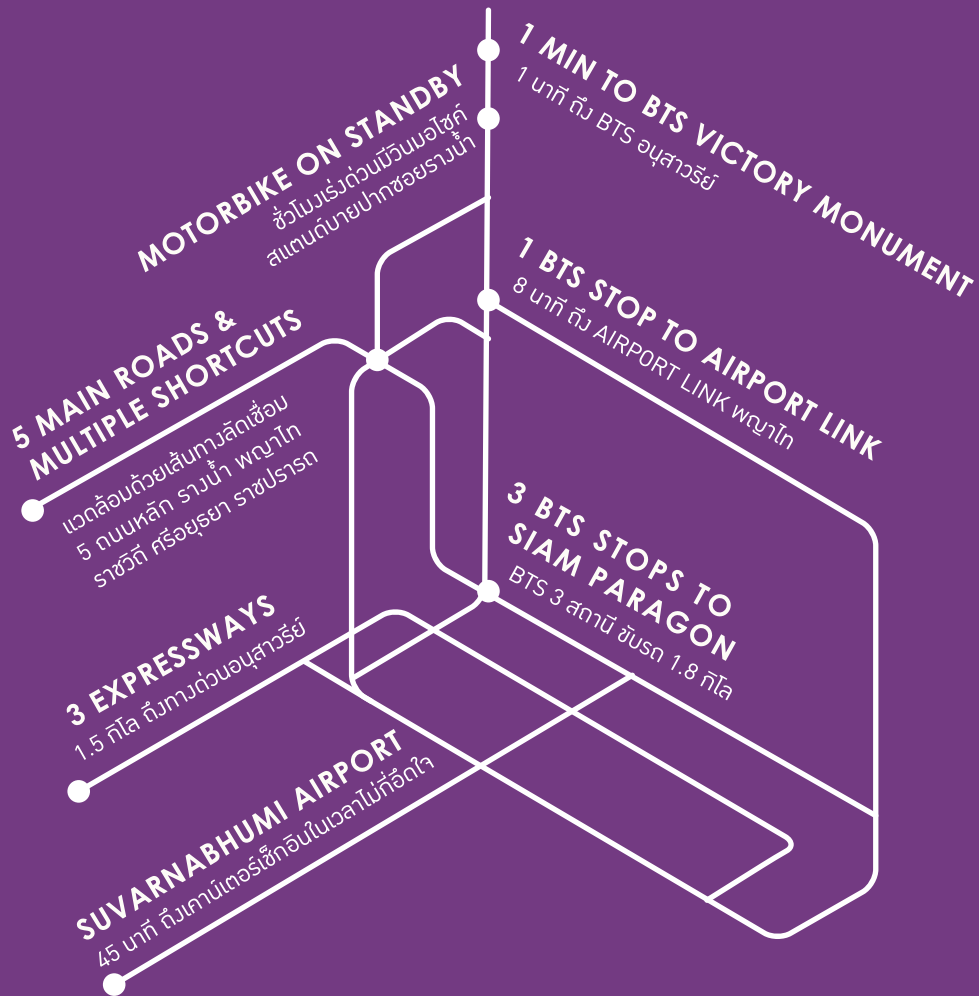 1 MIN TO BTS VICTORY MONUMENT
1 นาที ถึง BTS อนุสาวรีย์
MOTORBIKE ON STANDBY
ชั่วโมงเร่งด่วนมีวินมอไซค์
สแตนด์บายปากซอยรางน้ำ
1 BTS STOP TO AIRPORT LINK
8 นาที ถึง AIRPORT LINK พญาไท
5 MAIN ROADS &
MULTIPLE SHORTCUTS
แวดล้อมด้วยเส้นทางลัดเชื่อม
5 ถนนหลัก รางน้ำ พญาไท
ราชวิถี ศรีอยุธยา ราชปรารถ
3 BTS STOPS TO
SIAM PARAGON
BTS 3 สถานี ขับรถ 1.8 กิโล
3 EXPRESSWAYS
1.5 กิโล ถึงทางด่วนอนุสาวรีย์
SUVARNABHUMI AIRPORT
45 นาที ถึงเคาน์เตอร์เช็กอินในเวลาไม่กี่อึดใจ